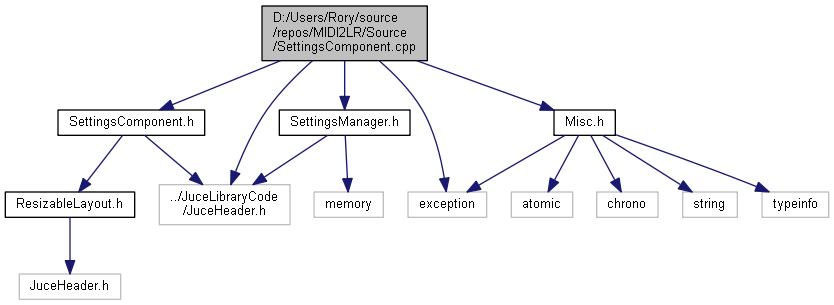 D:/Users/Rory/source
/repos/MIDI2LR/Source
/SettingsComponent.cpp
SettingsComponent.h
SettingsManager.h
Misc.h
ResizableLayout.h
../JuceLibraryCode
/JuceHeader.h
memory
exception
atomic
chrono
string
typeinfo
JuceHeader.h